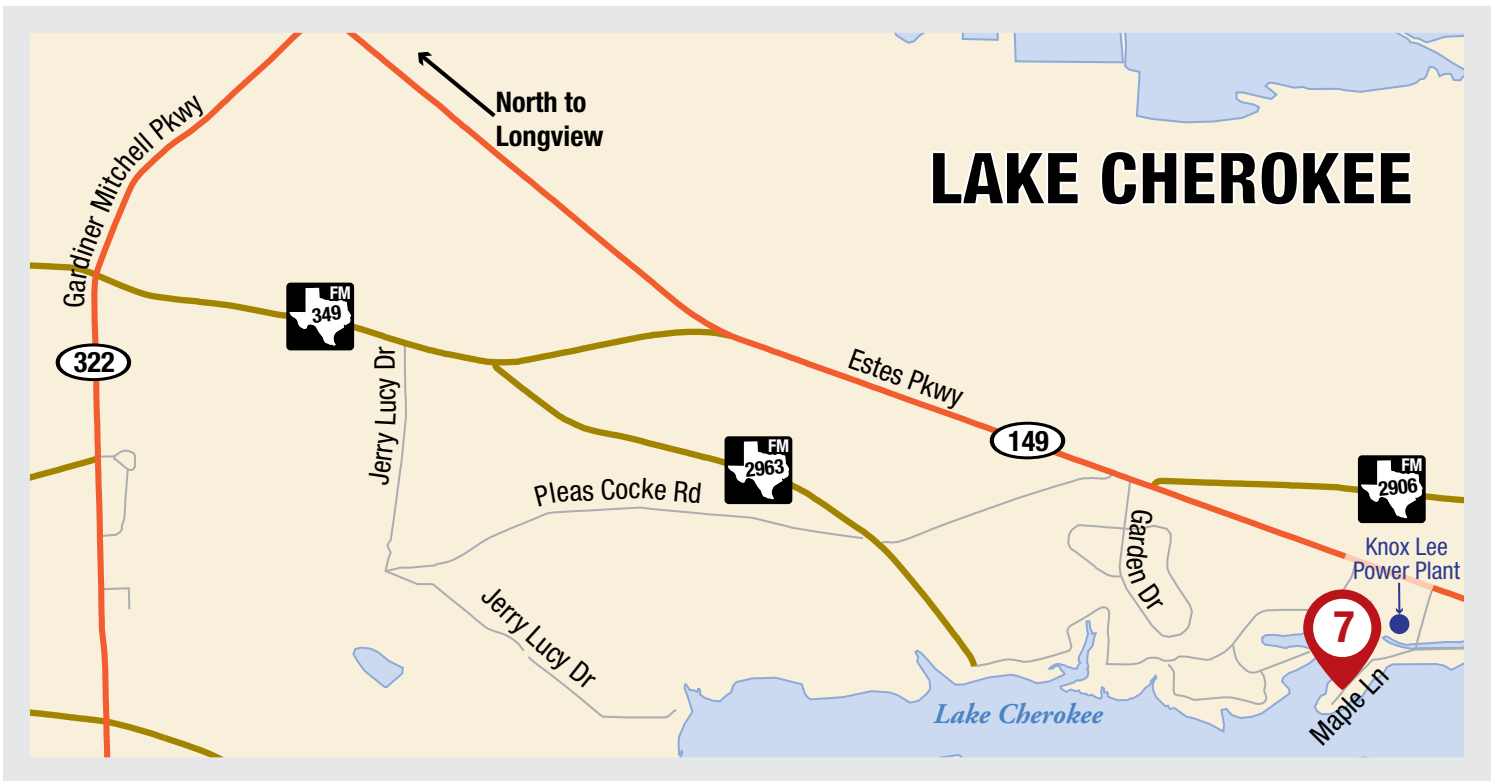 North to
Longview
LAKE CHEROKEE
Gardiner Mitchell Pkwy
FM
349
322
Jerry Lucy Dr
Estes Pkwy
149
FM
2963
FM
2906
Pleas Cocke Rd
Garden Dr
Knox Lee
Power Plant
Jerry Lucy Dr
7
Lake Cherokee
Maple Ln